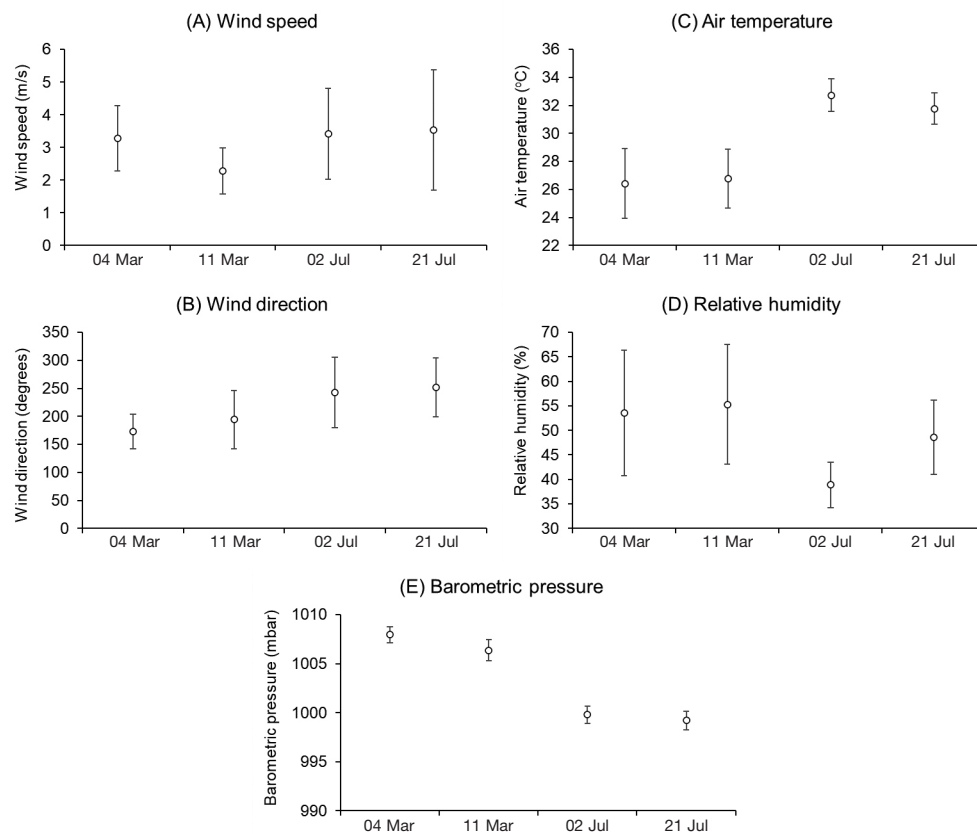 (A) Wind speed
Wind speed (m/s)
6
5
4
3
2
1
0
04 Mar 11 Mar 02 Jul 21 Jul
(C) Air temperature
Air temperature (°C)
36
34
32
30
28
26
24
22
04 Mar 11 Mar 02 Jul 21 Jul
(B) Wind direction
Wind direction (degrees)
350
300
250
200
150
100
50
0
04 Mar 11 Mar 02 Jul 21 Jul
(D) Relative humidity
Relative humidity (%)
70
65
60
55
50
45
40
35
30
04 Mar 11 Mar 02 Jul 21 Jul
(E) Barometric pressure
Barometric pressure (mbar)
1010
1005
1000
995
990
04 Mar 11 Mar 02 Jul 21 Jul